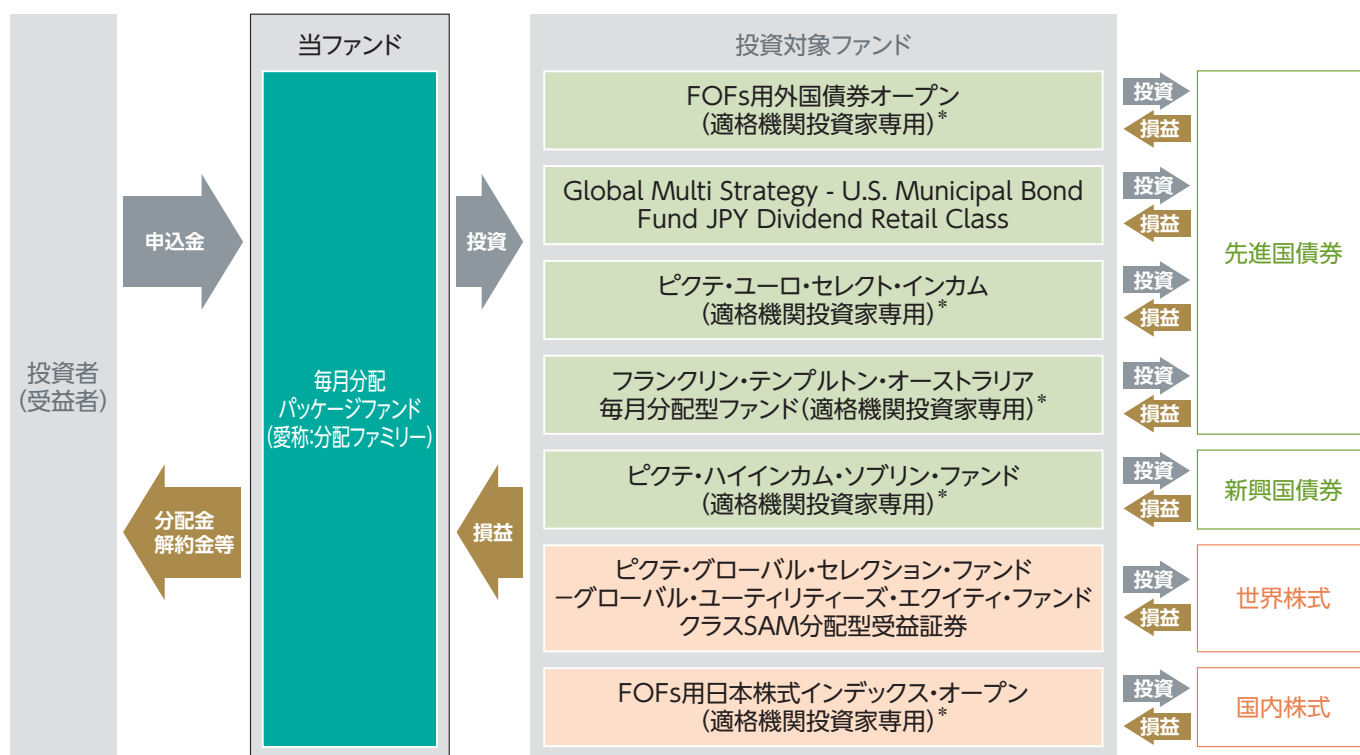 当ファンド
投資対象ファンド
投資者
(受益者)
申込金
分配金
解約金等
毎月分配
パッケージファンド
(愛称:分配ファミリー)
投資
損益
FOFs用外国債券オープン
(適格機関投資家専用)*
投資
損益
Global Multi Strategy - U.S. Municipal Bond
Fund JPY Dividend Retail Class
投資
損益
ピクテ・ユーロ・セレクト・インカム
(適格機関投資家専用)*
投資
損益
フランクリン・テンプルトン・オーストラリア
毎月分配型ファンド(適格機関投資家専用)*
投資
損益
先進国債券
ピクテ・ハイインカム・ソブリン・ファンド
(適格機関投資家専用)*
投資
損益
新興国債券
ピクテ・グローバル・セレクション・ファンド
−グローバル・ユーティリティーズ・エクイティ・ファンド
クラスSAM分配型受益証券
投資
損益
世界株式
FOFs用日本株式インデックス・オープン
(適格機関投資家専用)*
投資
損益
国内株式